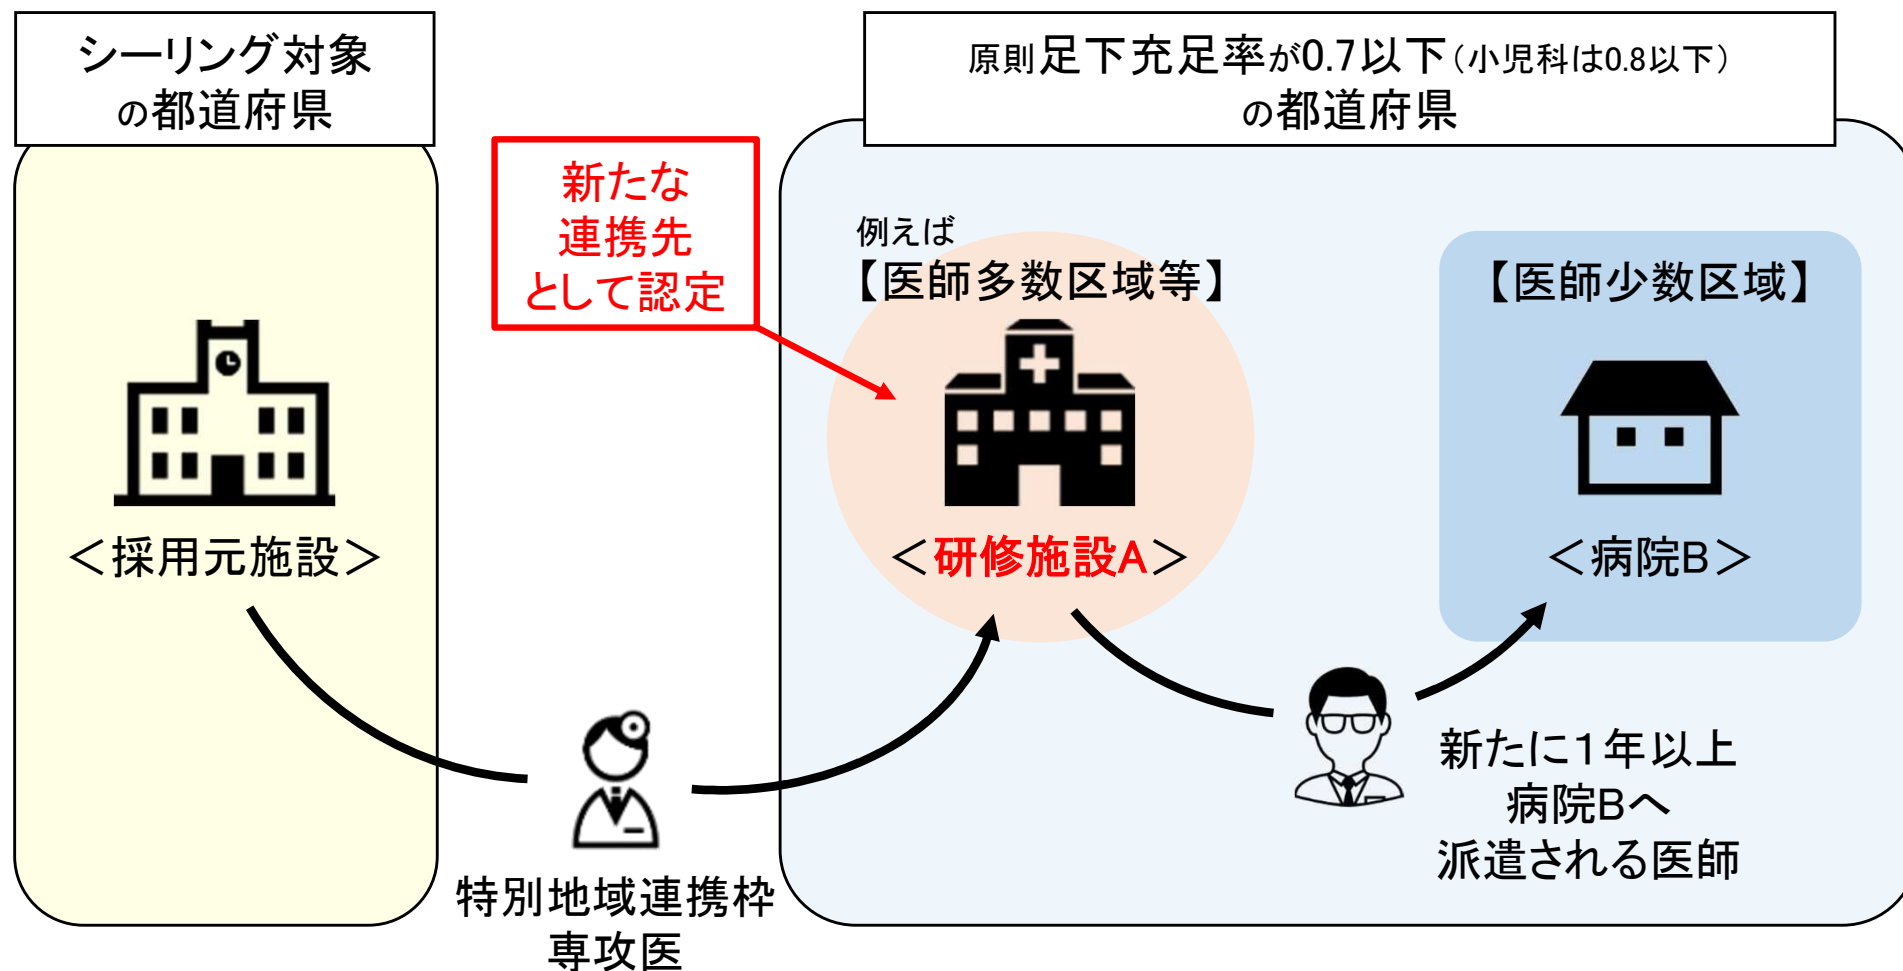 シーリング対象
の都道府県
原則足下充足率が0.7以下（小児科は0.8以下）
の都道府県
新たな
連携先
として認定
例えば
【医師多数区域等】
【医師少数区域】
＜採用元施設＞
＜研修施設A＞
＜病院B＞
特別地域連携枠
専攻医
新たに１年以上
病院Bへ
派遣される医師